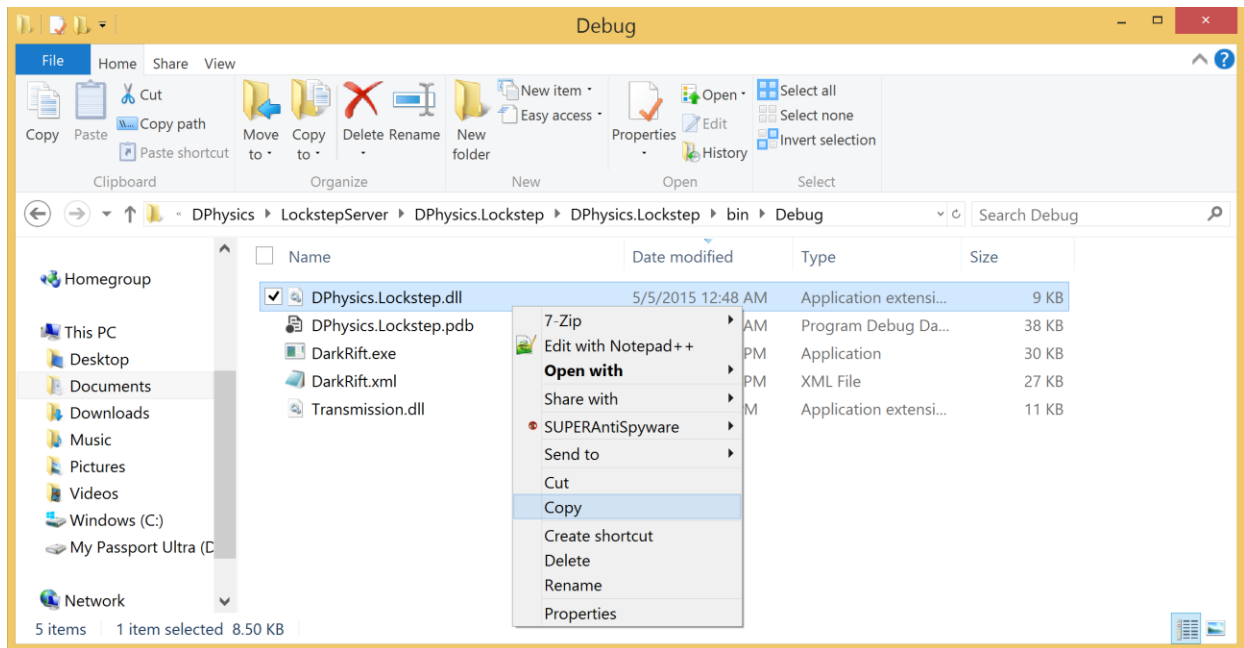 Debug
File Home Share View
Copy Paste Cut Copy path Paste shortcut Move to Copy to Delete Rename New folder New item Easy access Properties Open Edit History Select all Select none Invert selection
Clipboard Organize New Open Select
« DPhysics LockstepServer DPhysics.Lockstep DPhysics.Lockstep bin Debug Search Debug
Name Date modified Type Size
Homegroup
This PC
Desktop
Documents
Downloads
Music
Pictures
Videos
Windows (C:)
My Passport Ultra (D
Network
DPhysics.Lockstep.dll 5/5/2015 12:48 AM Application extensi... 9 KB
DPhysics.Lockstep.pdb AM Program Debug Da... 38 KB
DarkRift.exe PM Application 30 KB
DarkRift.xml PM XML File 27 KB
Transmission.dll M Application extensi... 11 KB
7-Zip
Edit with Notepad++
Open with
Share with
SUPERAntiSpyware
Send to
Cut
Copy
Create shortcut
Delete
Rename
Properties
5 items 1 item selected 8.50 KB